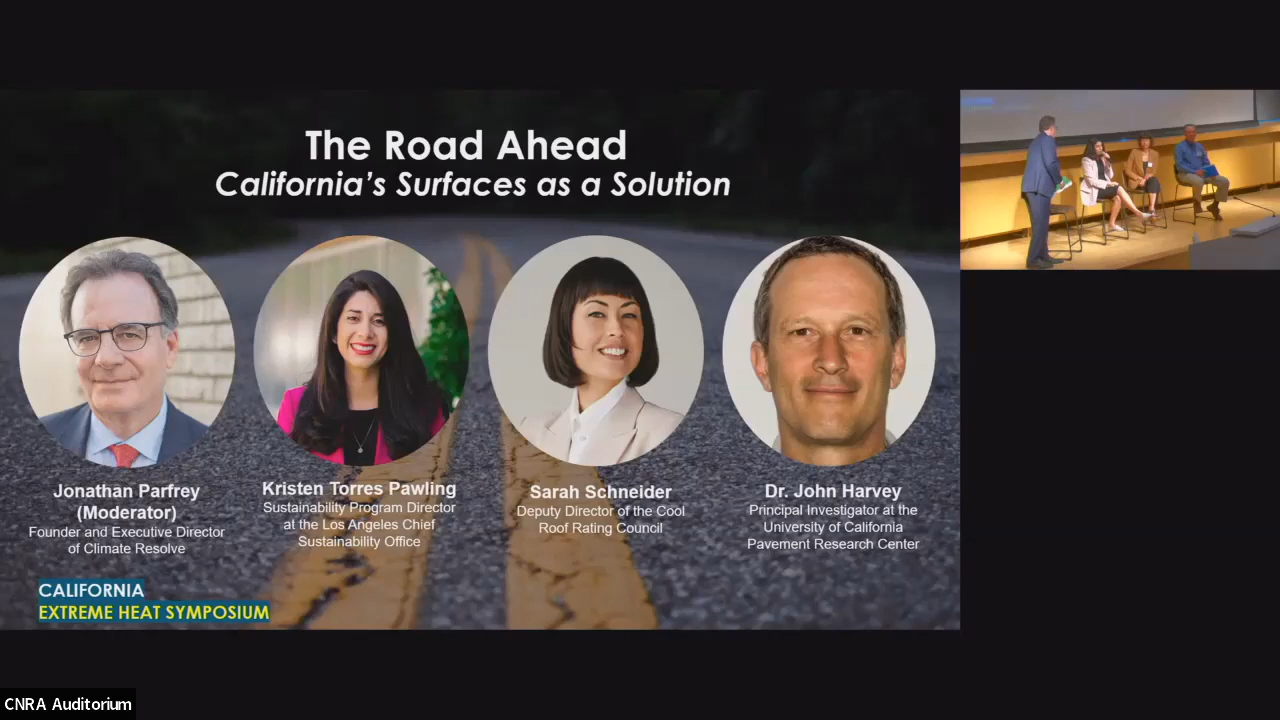 The Road Ahead
California's Surfaces as a Solution
Jonathan Parfrey
(Moderator)
Founder and Executive Director
of Climate Resolve
Kristen Torres Pawling
Sustainability Program Director
at the Los Angeles Chief
Sustainability Office
Sarah Schneider
Deputy Director of the Cool
Roof Rating Council
Dr. John Harvey
Principal Investigator at the
University of California
Pavement Research Center
CALIFORNIA
EXTREME HEAT SYMPOSIUM
CNRA Auditorium